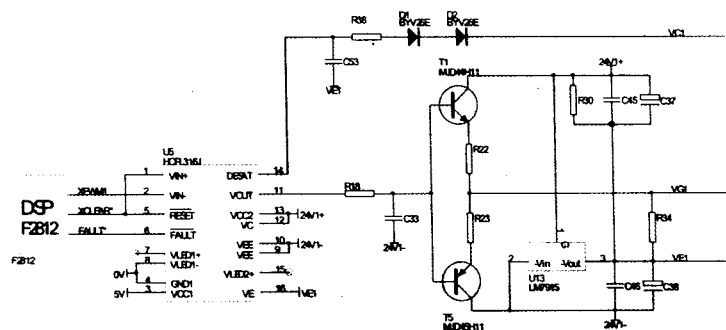 D1
BYV26E
D2
BYV26E
R36
VC1
C53
VE1
24V1+
T1
MJD44H11
R30
C45
C37
U5
HCPL316J
R22
1
VIN+
DESAT
14
DSP
XPWM1
2
VIN-
VOUT
11
R18
VG1
XCLEAR*
5
RESET
VCC2
13
24V1+
VC
12
C33
R23
R34
F2812
FAULT*
6
FAULT
VEE
10
24V1-
VEE
9
24V1-
F2812
7
VLED1+
8
VLED1-
VLED2+
15
2
-Vin
-Vout
3
VE1
0V
4
GND1
U13
LM7915
C46
C38
5V
3
VCC1
VE
16
VE1
T5
MJD45H11
24V1-